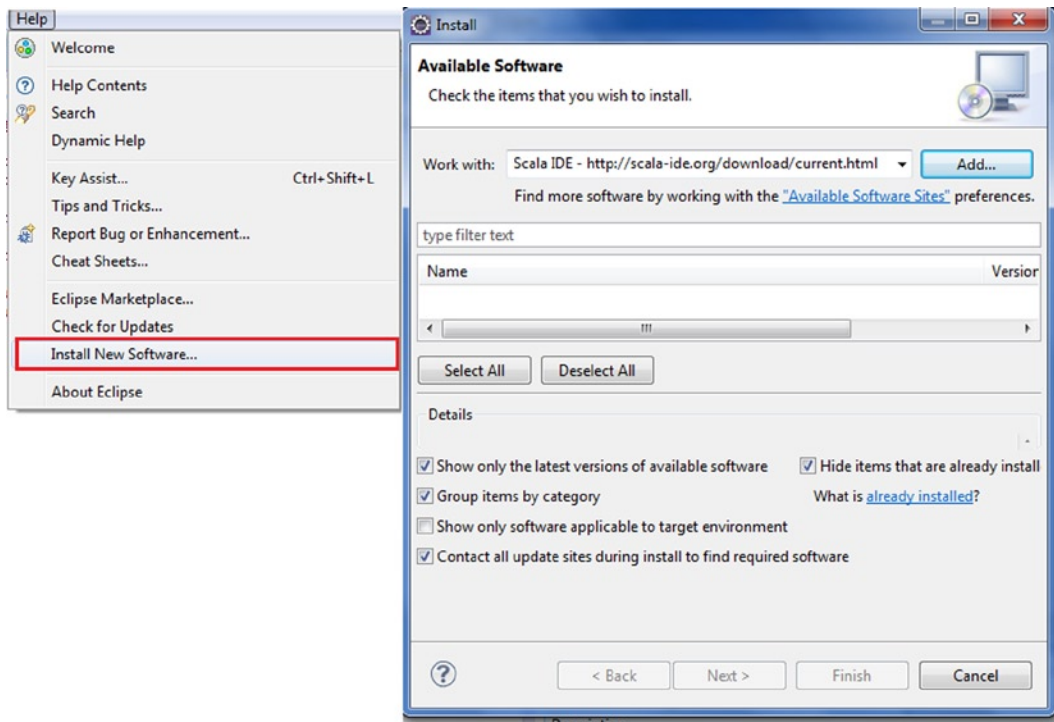 Help
Welcome
Help Contents
Search
Dynamic Help
Key Assist... Ctrl+Shift+L
Tips and Tricks...
Report Bug or Enhancement...
Cheat Sheets...
Eclipse Marketplace...
Check for Updates
Install New Software...
About Eclipse
Install
Available Software
Check the items that you wish to install.
Work with: Scala IDE - http://scala-ide.org/download/current.html Add...
Find more software by working with the "Available Software Sites" preferences.
type filter text
Name Version
Select All Deselect All
Details
Show only the latest versions of available software Hide items that are already install
Group items by category What is already installed?
Show only software applicable to target environment
Contact all update sites during install to find required software
< Back Next > Finish Cancel